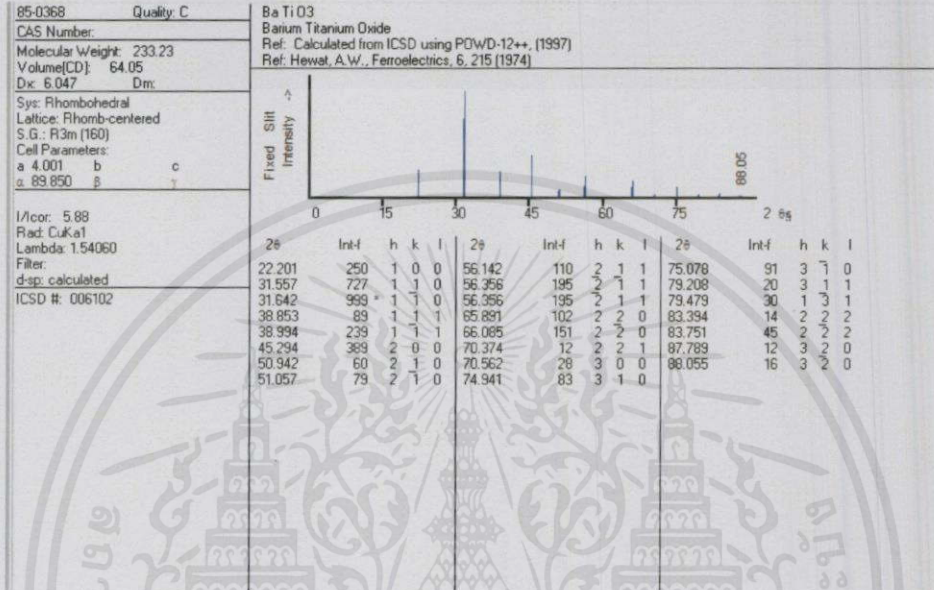 85-0368 Quality: C
CAS Number:
Molecular Weight: 233.23
Volume[CD]: 64.05
Dx: 6.047 Dm:
Sys: Rhombohedral
Lattice: Rhomb-centered
S.G.: R3m (160)
Cell Parameters:
a 4.001 b c
α 89.850 β γ
I/Icor: 5.88
Rad: CuKa1
Lambda: 1.54060
Filter:
d-sp: calculated
ICSD #: 006102
Ba Ti O3
Barium Titanium Oxide
Ref: Calculated from ICSD using POWD-12++, (1997)
Ref: Hewat, A.W., Ferroelectrics, 6, 215 (1974)
Fixed Slit
Intensity ->
88.05
0 15 30 45 60 75 2 θs
2θ Int-f h k l
22.201 250 1 0 0
31.557 727 1 1 0
31.642 999 * 1 1̅ 0
38.853 89 1 1 1
38.994 239 1 1̅ 1
45.294 389 2 0 0
50.942 60 2 1 0
51.057 79 2 1̅ 0
2θ Int-f h k l
56.142 110 2 1 1
56.356 195 2̅ 1 1
56.356 195 2 1̅ 1
65.891 102 2 2 0
66.085 151 2 2̅ 0
70.374 12 2 2 1
70.562 28 3 0 0
74.941 83 3 1 0
2θ Int-f h k l
75.078 91 3 1̅ 0
79.208 20 3 1 1
79.479 30 1 3̅ 1
83.394 14 2 2 2
83.751 45 2 2̅ 2
87.789 12 3 2 0
88.055 16 3 2̅ 0